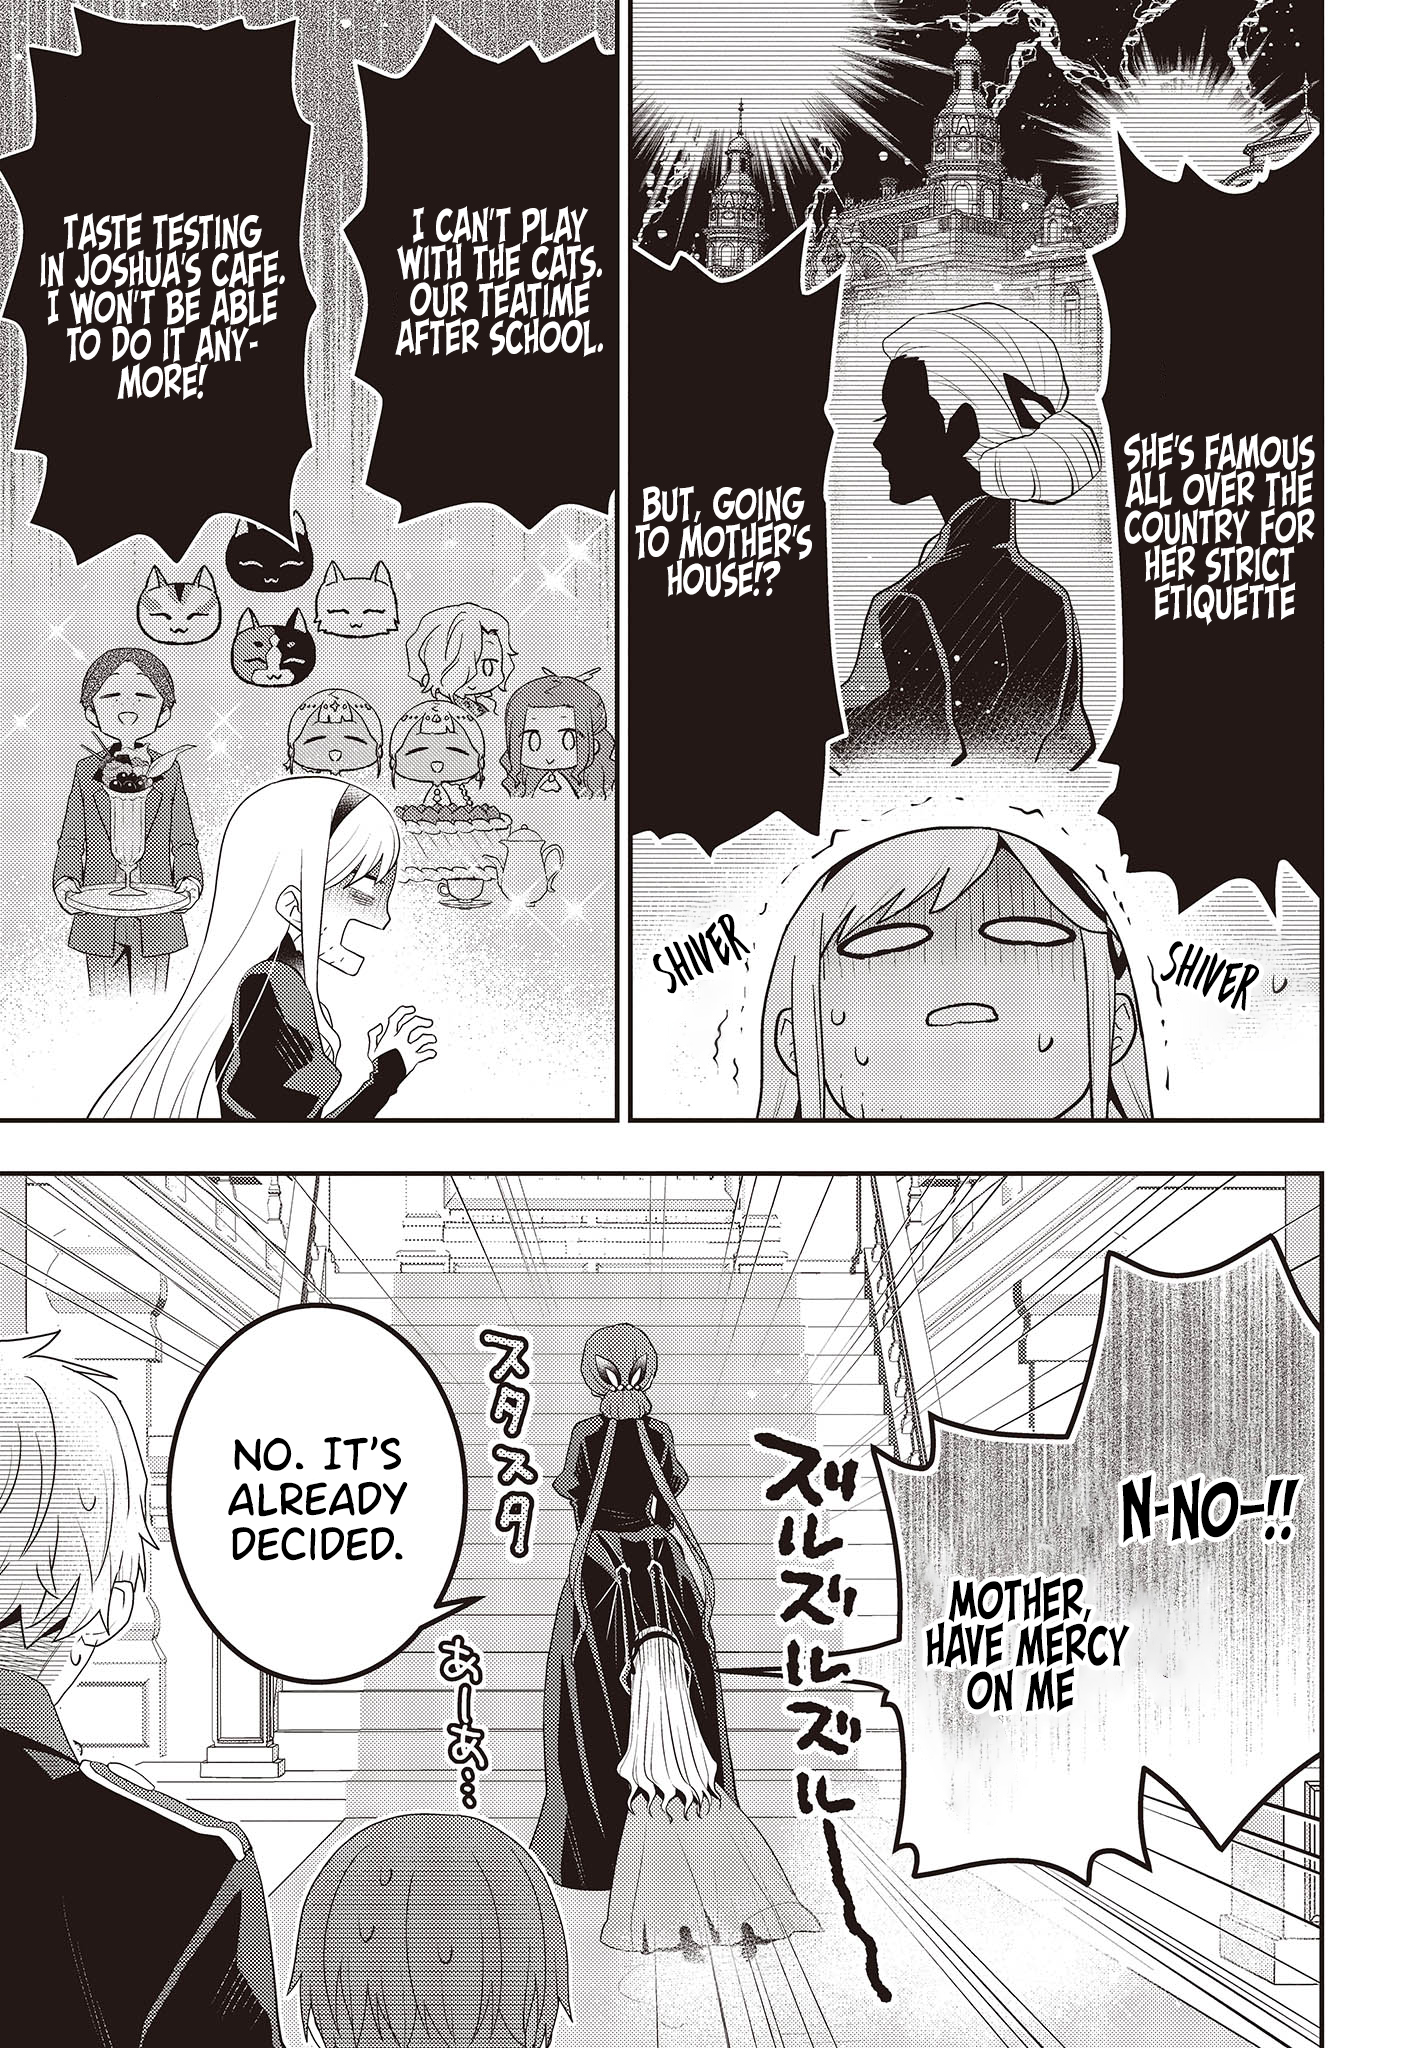 SHE'S FAMOUS
ALL OVER THE
COUNTRY FOR
HER STRICT
ETIQUETTE
BUT, GOING
TO MOTHER'S
HOUSE!?
SHIVER
SHIVER
I CAN'T PLAY
WITH THE CATS.
OUR TEATIME
AFTER SCHOOL.
TASTE TESTING
IN JOSHUA'S CAFE.
I WON'T BE ABLE
TO DO IT ANY-
MORE!
N-NO-!!
MOTHER,
HAVE MERCY
ON ME
ズルズルズルズルー
スタスタ
NO. IT'S
ALREADY
DECIDED.
あーあ…